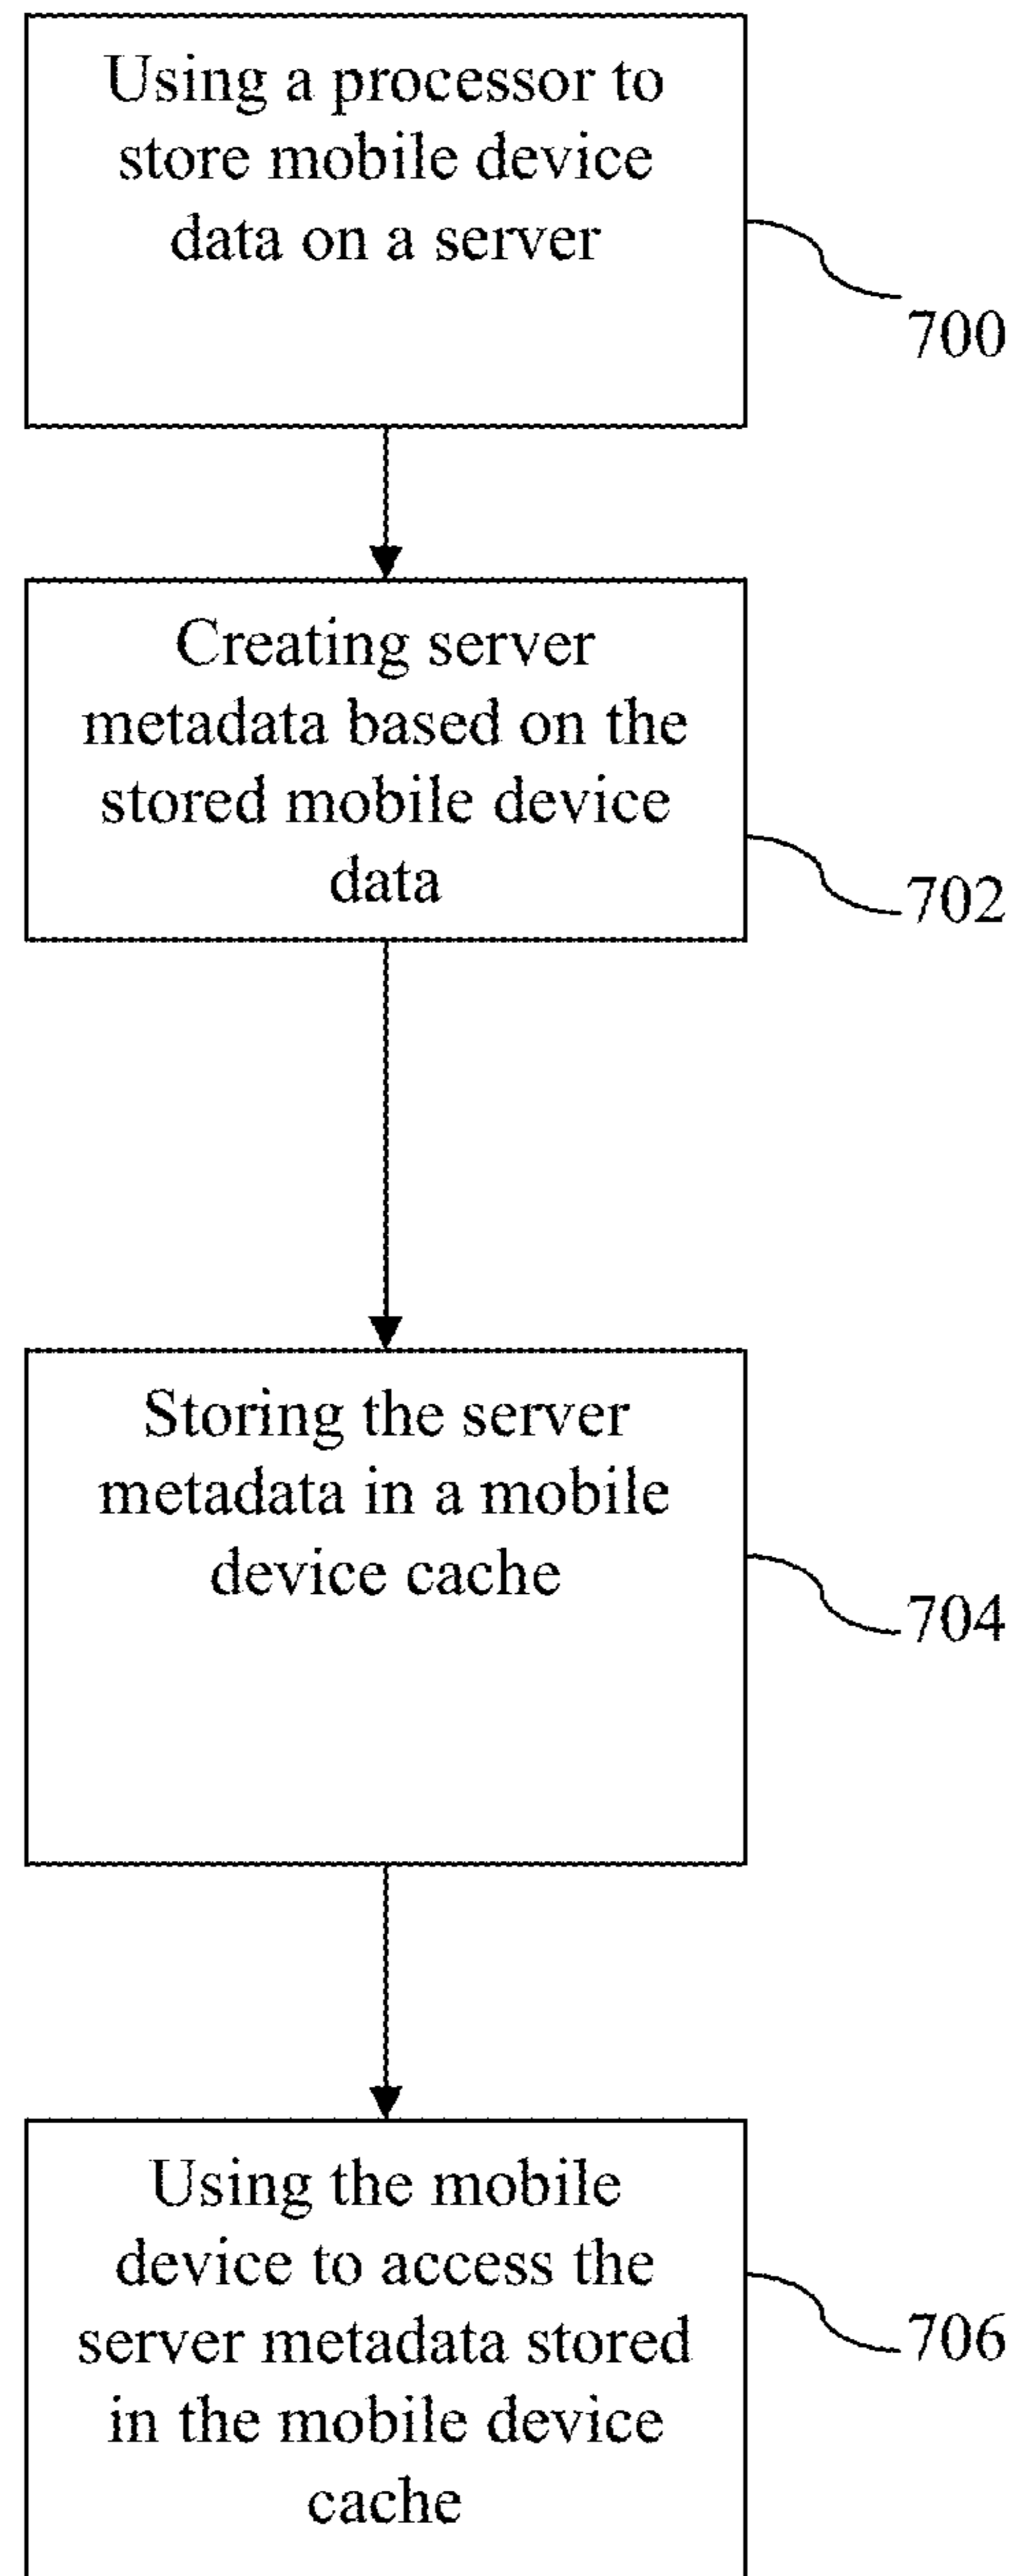 Using a processor to
store mobile device
data on a server
700
Creating server
metadata based on the
stored mobile device
data
702
Storing the server
metadata in a mobile
device cache
704
Using the mobile
device to access the
server metadata stored
in the mobile device
cache
706